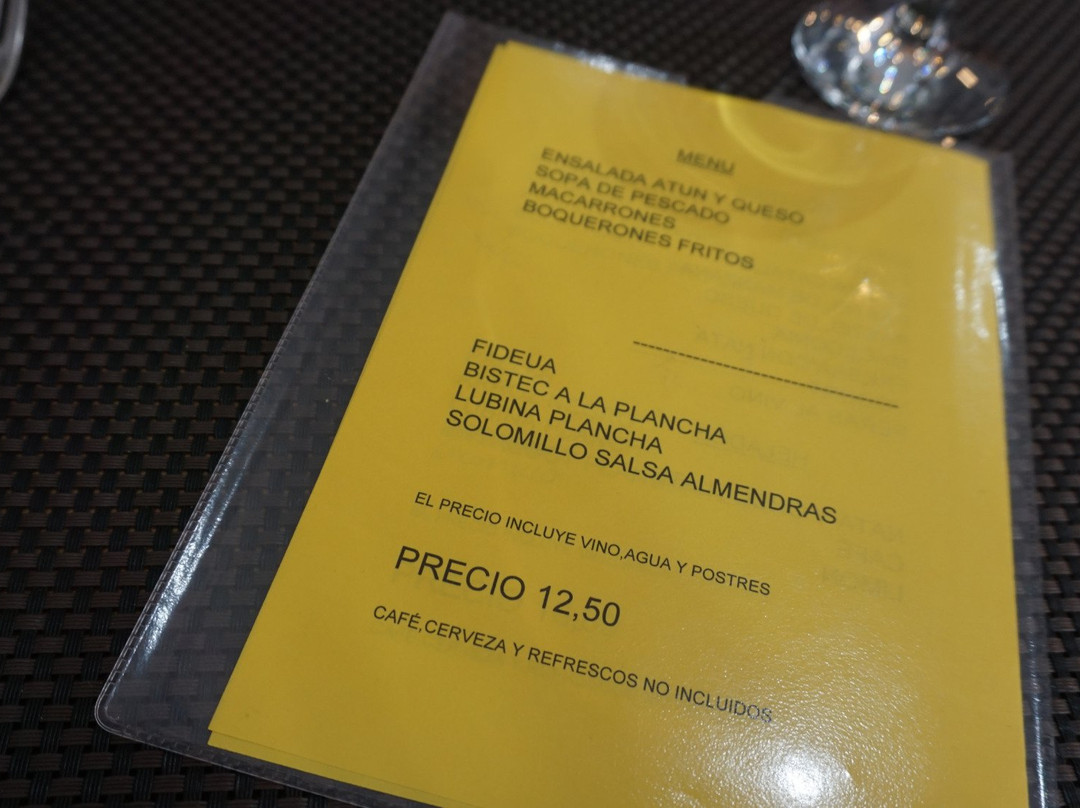 MENU
ENSALADA ATUN Y QUESO
SOPA DE PESCADO
MACARRONES
BOQUERONES FRITOS
--------------------------------------------
FIDEUA
BISTEC A LA PLANCHA
LUBINA PLANCHA
SOLOMILLO SALSA ALMENDRAS
EL PRECIO INCLUYE VINO,AGUA Y POSTRES
PRECIO 12,50
CAFÉ,CERVEZA Y REFRESCOS NO INCLUIDOS